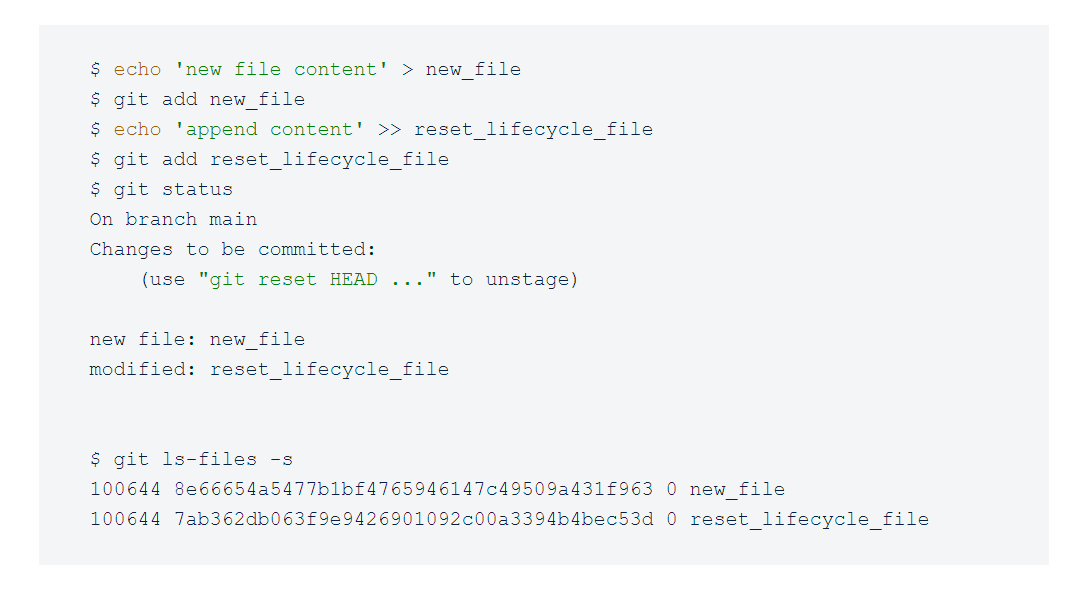 $ echo 'new file content' > new_file
$ git add new_file
$ echo 'append content' >> reset_lifecycle_file
$ git add reset_lifecycle_file
$ git status
On branch main
Changes to be committed:
(use "git reset HEAD ..." to unstage)
new file: new_file
modified: reset_lifecycle_file
$ git ls-files -s
100644 8e66654a5477b1bf4765946147c49509a431f963 0 new_file
100644 7ab362db063f9e9426901092c00a3394b4bec53d 0 reset_lifecycle_file